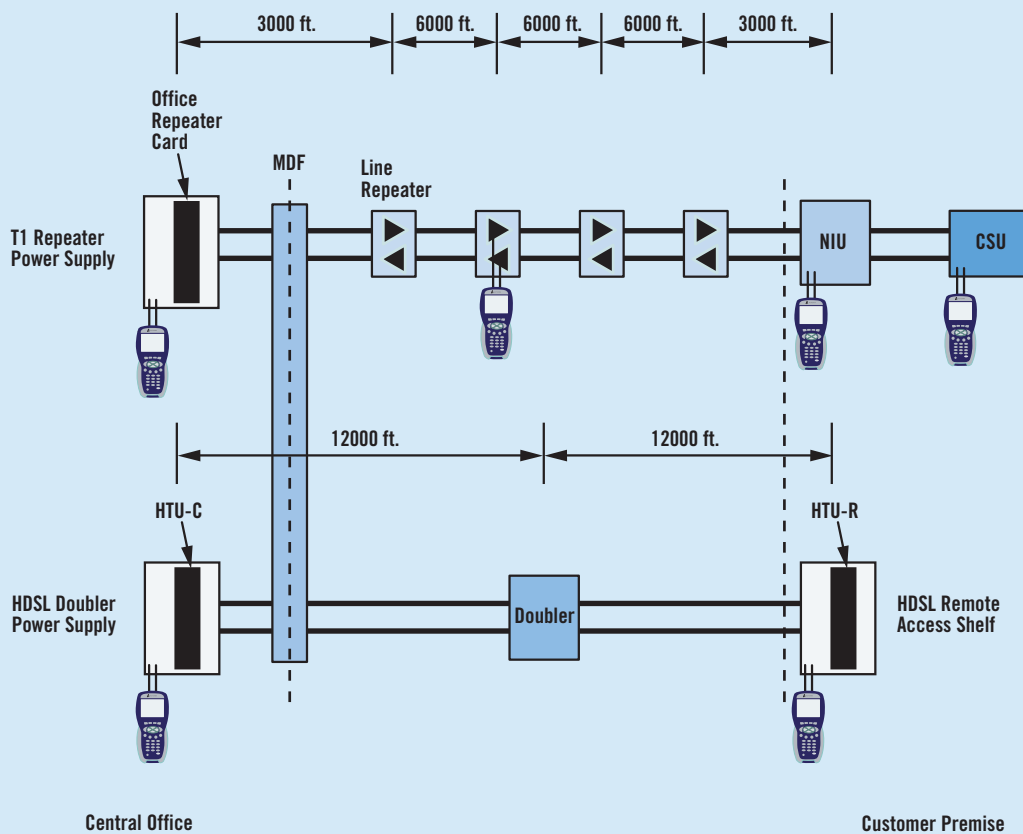 3000 ft.
6000 ft.
6000 ft.
6000 ft.
3000 ft.
Office
Repeater
Card
MDF
Line
Repeater
T1 Repeater
Power Supply
NIU
CSU
12000 ft.
12000 ft.
HTU-C
HTU-R
HDSL Doubler
Power Supply
Doubler
HDSL Remote
Access Shelf
Central Office
Customer Premise